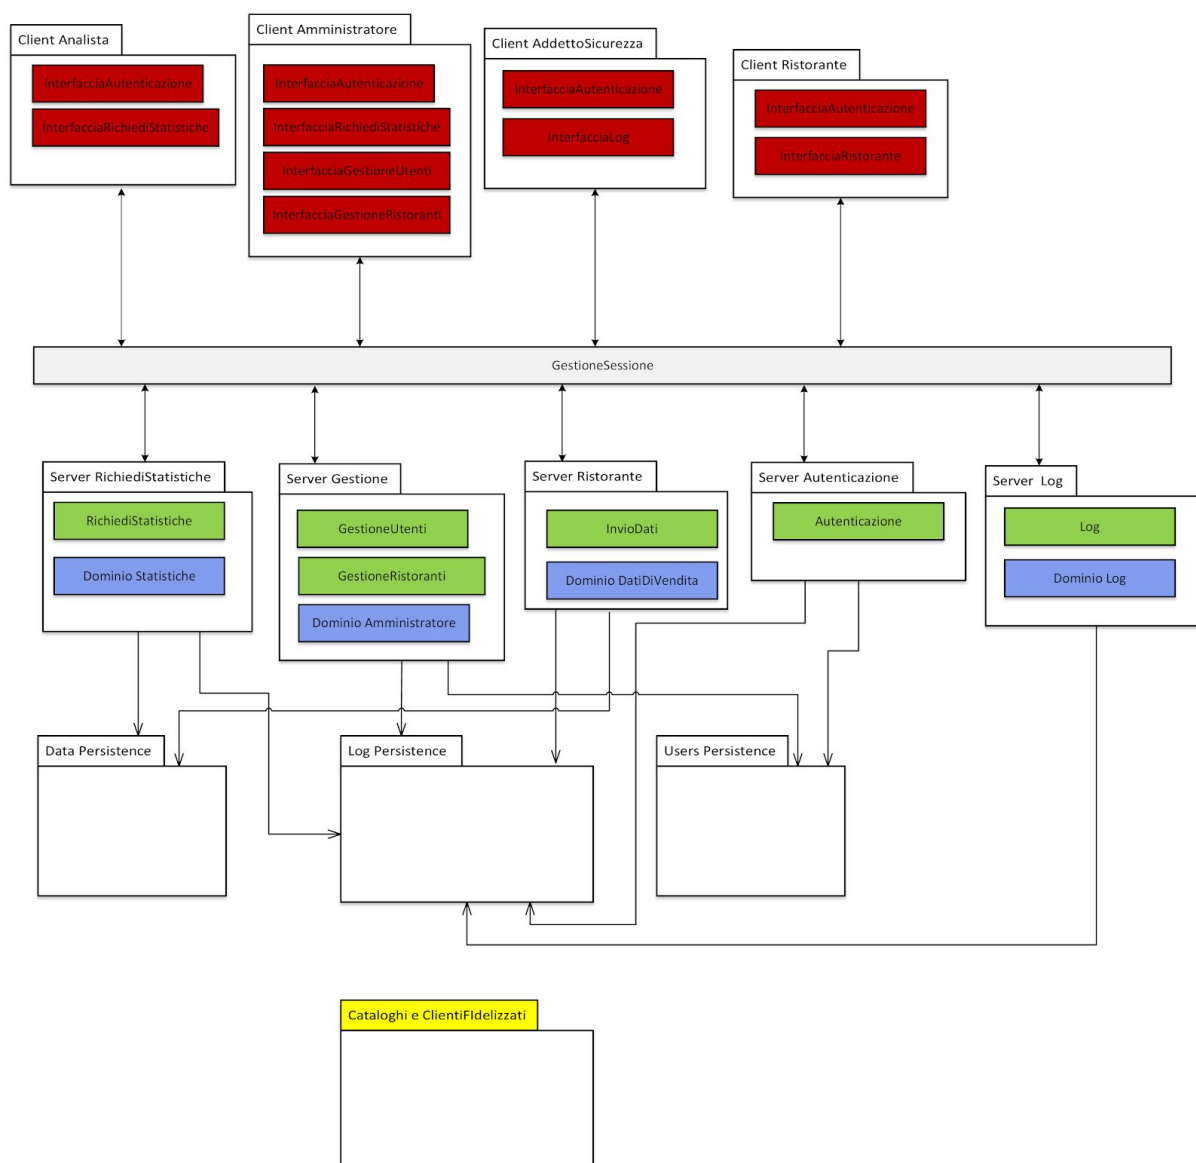 Client Analista
InterfacciaAutenticazione
InterfacciaRichiediStatistiche
Client Amministratore
InterfacciaAutenticazione
InterfacciaRichiediStatistiche
InterfacciaGestioneUtenti
InterfacciaGestioneRistoranti
Client AddettoSicurezza
InterfacciaAutenticazione
InterfacciaLog
Client Ristorante
InterfacciaAutenticazione
InterfacciaRistorante
GestioneSessione
Server RichiediStatistiche
RichiediStatistiche
Dominio Statistiche
Server Gestione
GestioneUtenti
GestioneRistoranti
Dominio Amministratore
Server Ristorante
InvioDati
Dominio DatiDiVendita
Server Autenticazione
Autenticazione
Server Log
Log
Dominio Log
Data Persistence
Log Persistence
Users Persistence
Cataloghi e ClientiFIdelizzati